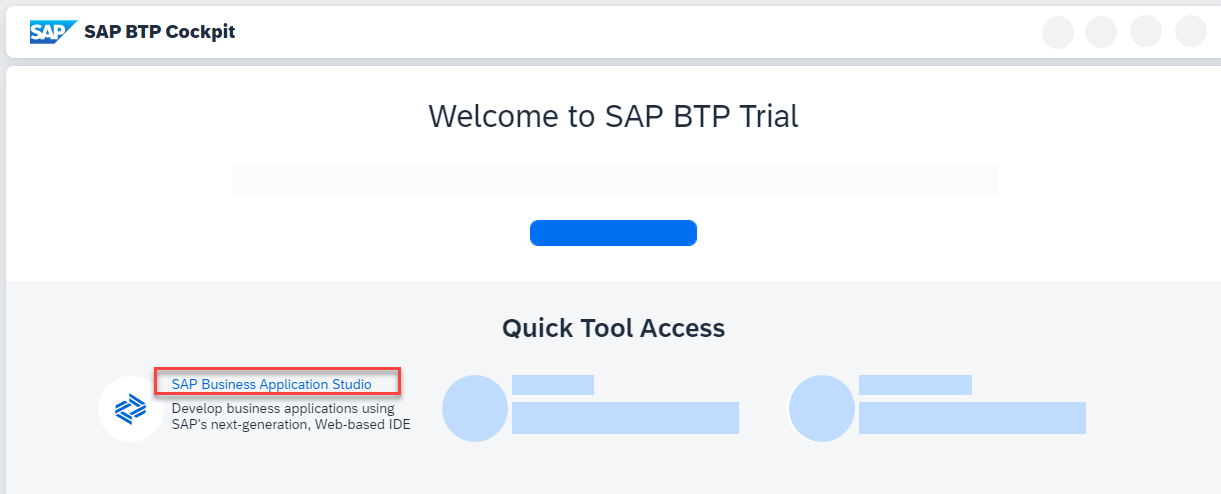 SAP SAP BTP Cockpit
Welcome to SAP BTP Trial
Quick Tool Access
SAP Business Application Studio
Develop business applications using
SAP's next-generation, Web-based IDE